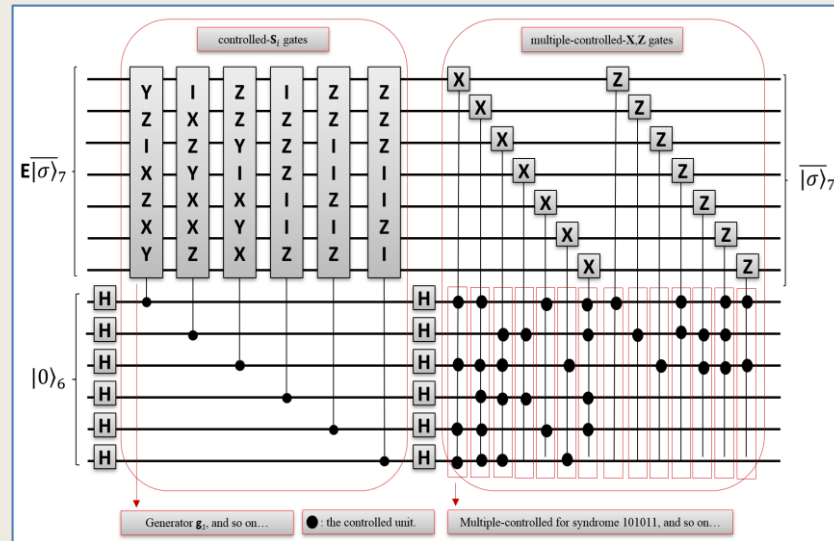 controlled-Sᵢ gates
multiple-controlled-X,Z gates
Y I Z I Z Z X Z
Z X Z Z Z Z X Z
I Z Y Z I Z X Z
E|σ̅⟩₇ X Y I Z I I X Z |σ̅⟩₇
Z X X I Z I X Z
X X Y I I Z X Z
Y Z X Z Z I X Z
H H
H H
|0⟩₆ H H
H H
H H
H H
Generator g₁, and so on…
: the controlled unit.
Multiple-controlled for syndrome 101011, and so on…